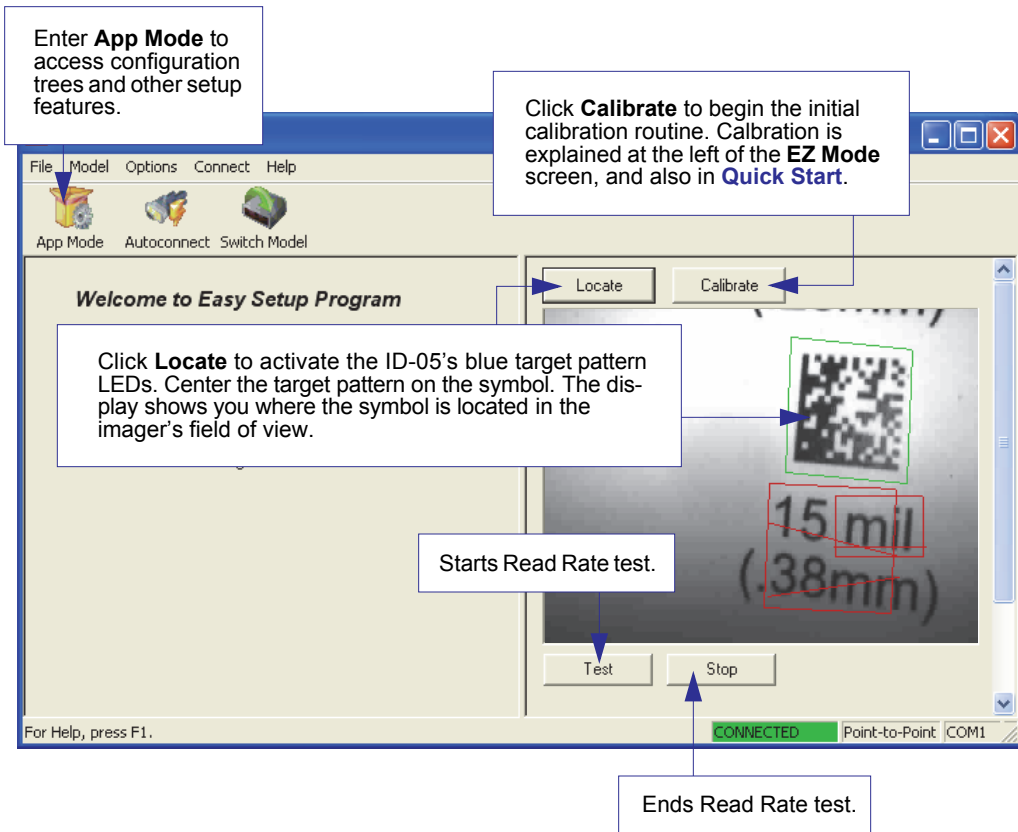 Enter App Mode to
access configuration
trees and other setup
features.
Click Calibrate to begin the initial
calibration routine. Calbration is
explained at the left of the EZ Mode
screen, and also in Quick Start.
File Model Options Connect Help
App Mode Autoconnect Switch Model
Welcome to Easy Setup Program
Locate Calibrate
Click Locate to activate the ID-05's blue target pattern
LEDs. Center the target pattern on the symbol. The dis-
play shows you where the symbol is located in the
imager's field of view.
15 mil
(.38mm)
Starts Read Rate test.
Test Stop
For Help, press F1.
CONNECTED Point-to-Point COM1
Ends Read Rate test.